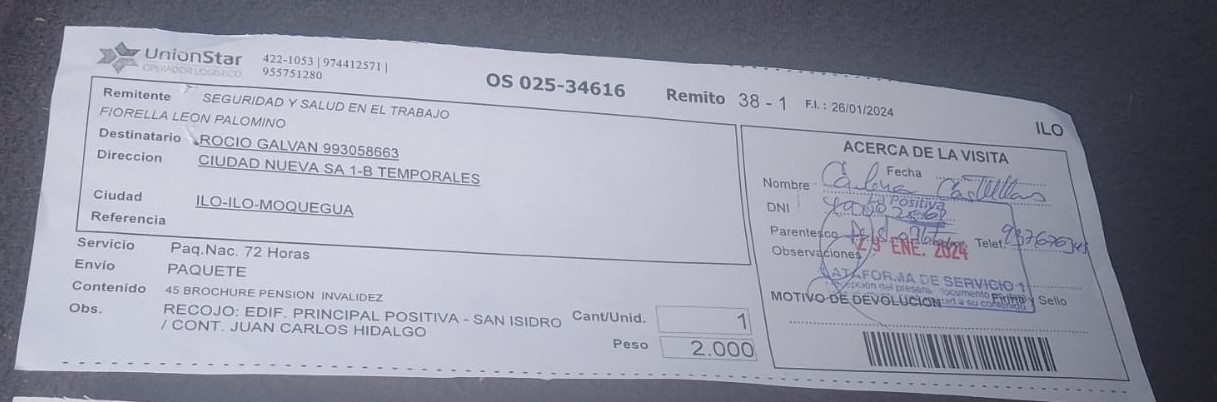 UnionStar
OPERADOR LOGISTICO
422-1053 | 974412571 |
955751280
OS 025-34616
Remito 38 - 1 F.I. : 26/01/2024
ILO
Remitente SEGURIDAD Y SALUD EN EL TRABAJO
FIORELLA LEON PALOMINO
Destinatario ROCIO GALVAN 993058663
Direccion CIUDAD NUEVA SA 1-B TEMPORALES
Ciudad ILO-ILO-MOQUEGUA
Referencia
Servicio Paq.Nac. 72 Horas
Envío PAQUETE
Contenido 45 BROCHURE PENSION INVALIDEZ
Obs. RECOJO: EDIF. PRINCIPAL POSITIVA - SAN ISIDRO
/ CONT. JUAN CARLOS HIDALGO
Cant/Unid. 1
Peso 2.000
ACERCA DE LA VISITA
Fecha
Nombre
DNI
Positiva
Parentesco
Telef.
Observaciones
29 ENE. 2024
PLATAFORMA DE SERVICIO 1
MOTIVO DE DEVOLUCION Firma y Sello